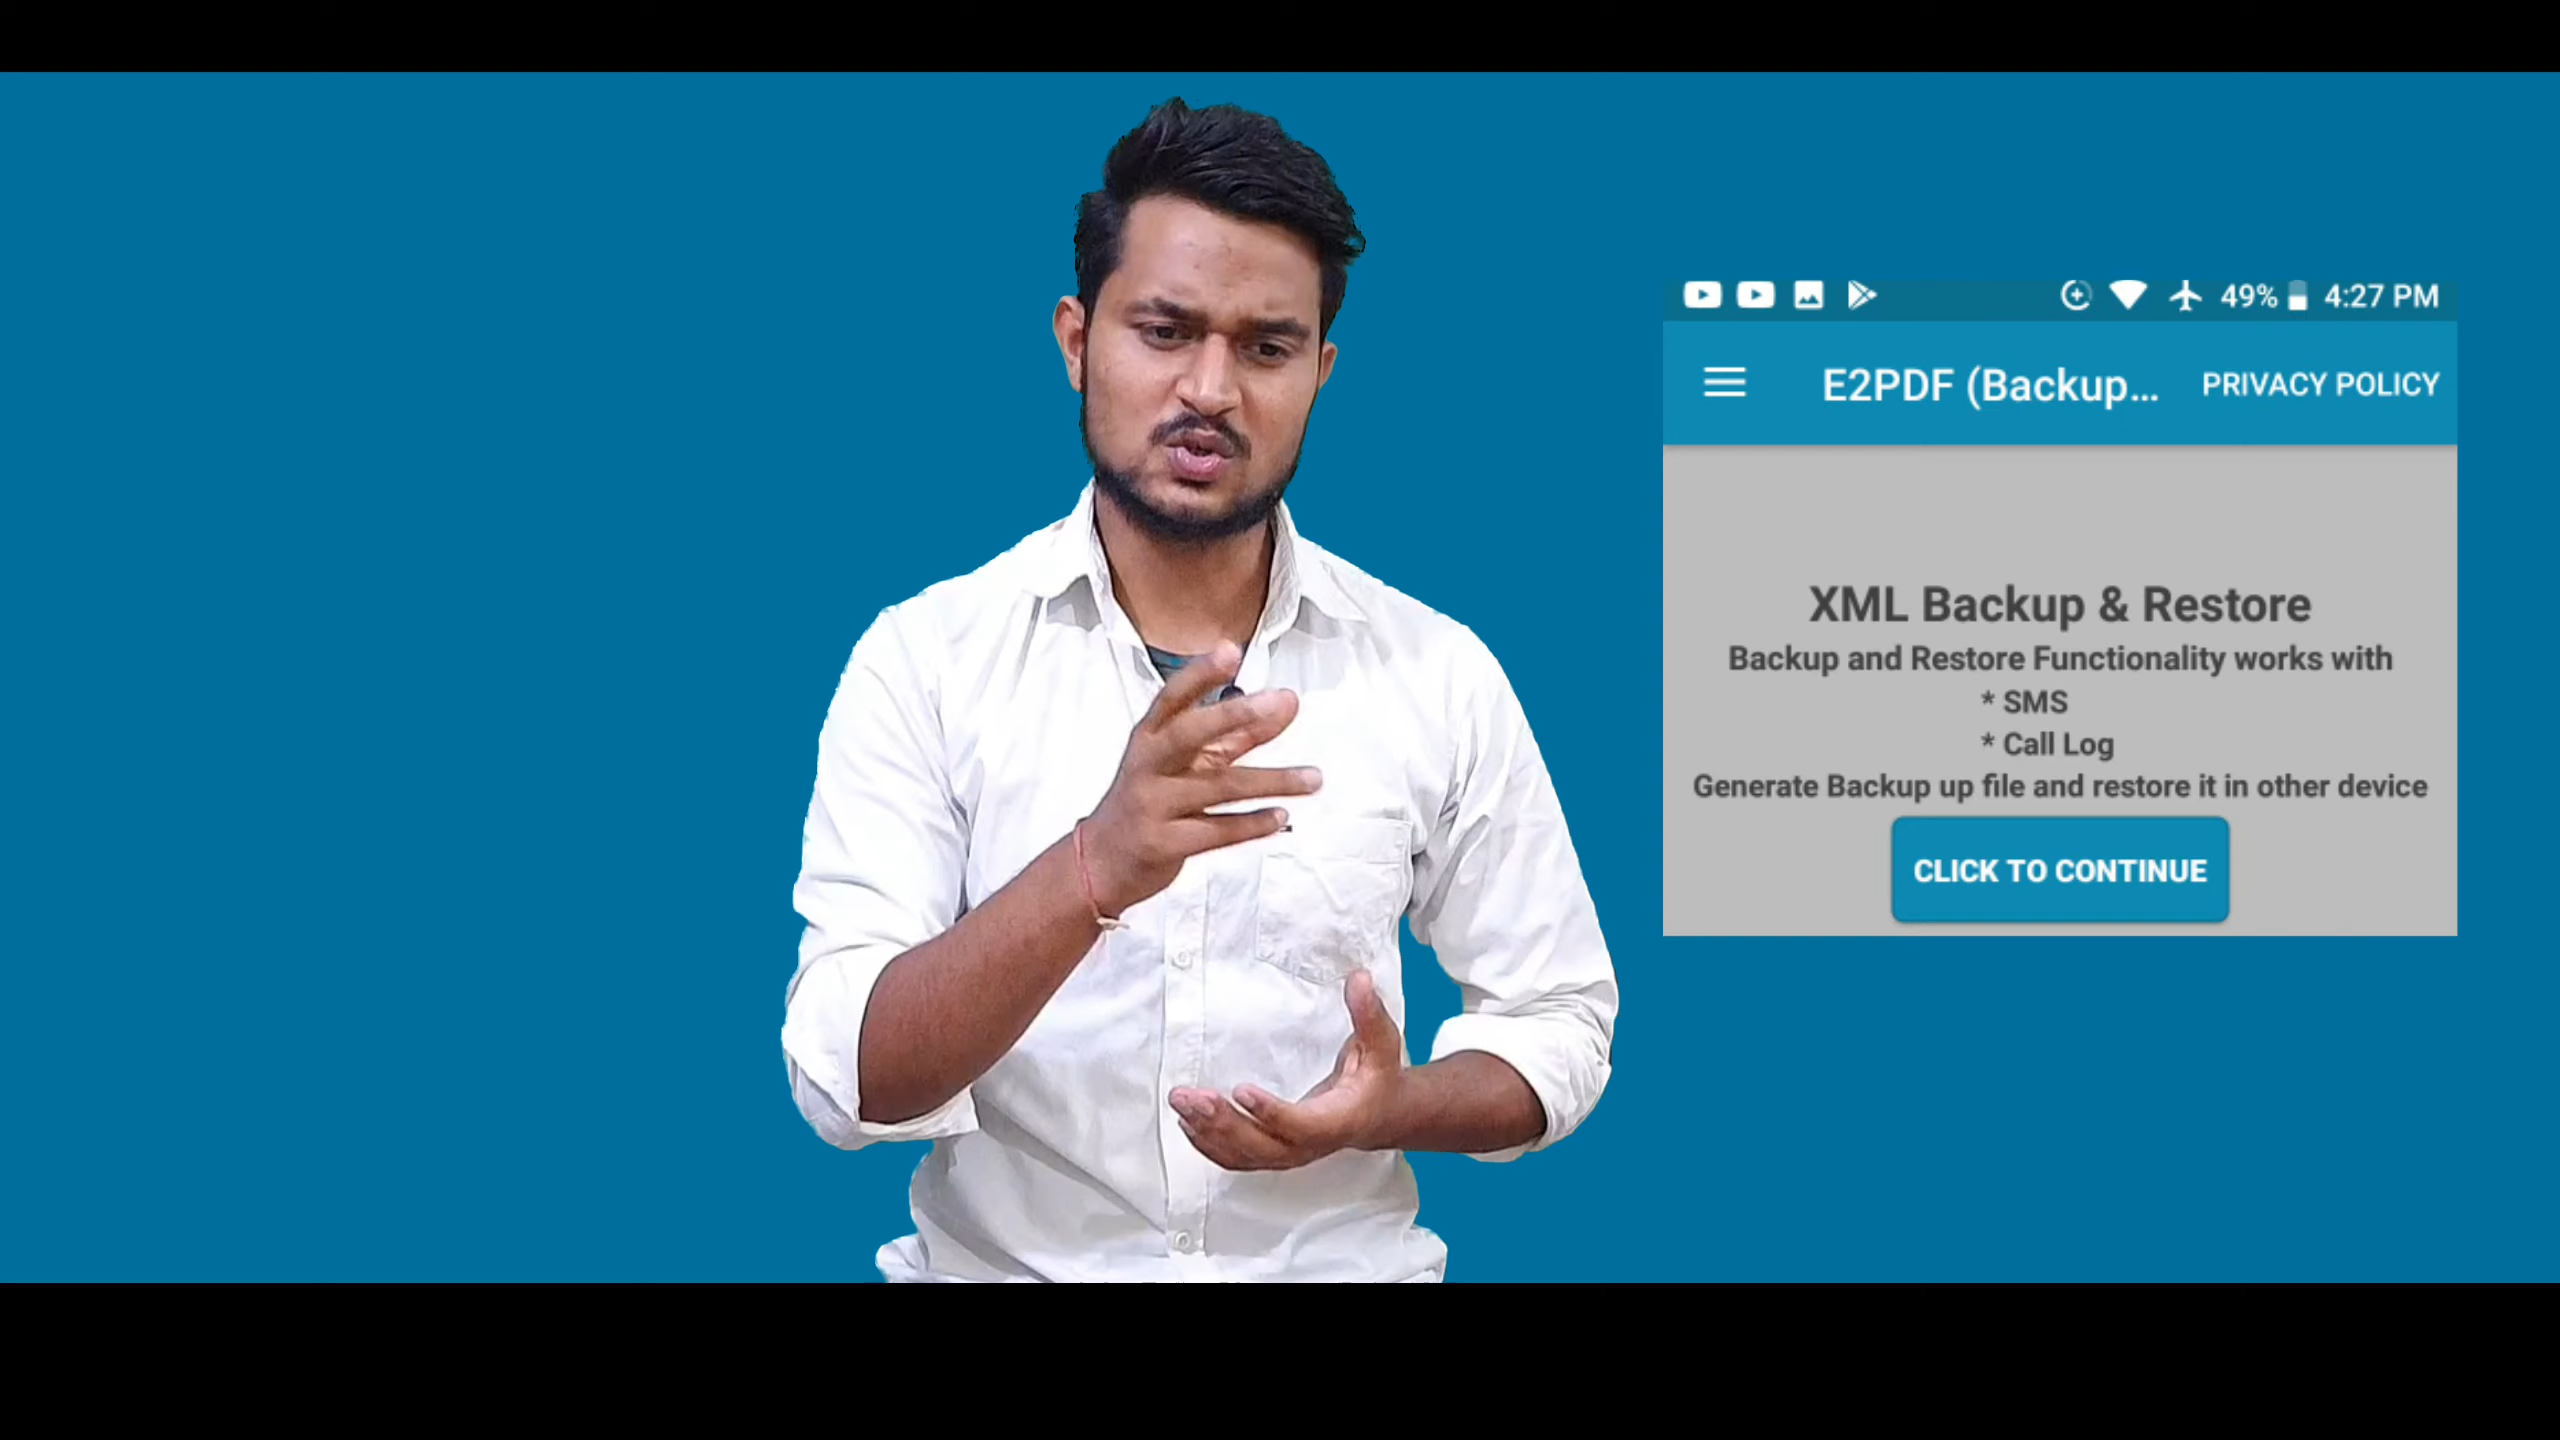 49% 4:27 PM
E2PDF (Backup... PRIVACY POLICY
XML Backup & Restore
Backup and Restore Functionality works with
* SMS
* Call Log
Generate Backup up file and restore it in other device
CLICK TO CONTINUE